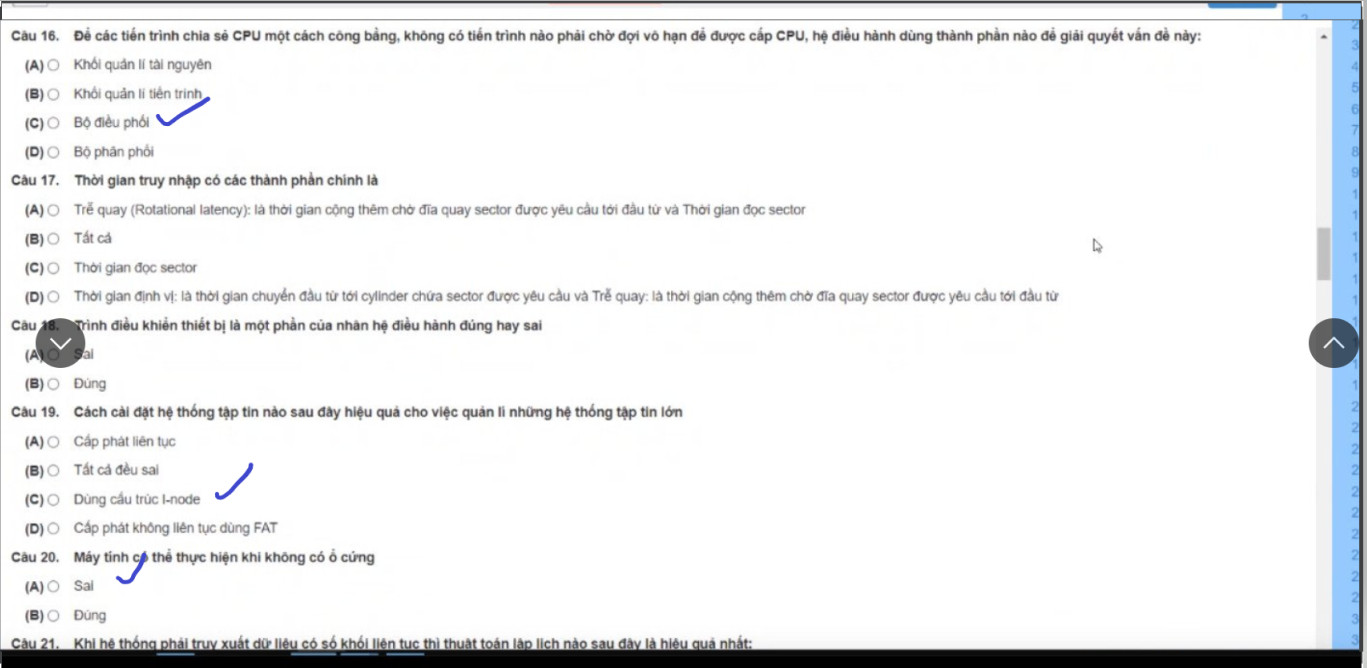 Câu 16. Để các tiến trình chia sẻ CPU một cách công bằng, không có tiến trình nào phải chờ đợi vô hạn để được cấp CPU, hệ điều hành dùng thành phần nào để giải quyết vấn đề này:
(A) Khối quản lí tài nguyên
(B) Khối quản lí tiến trình
(C) Bộ điều phối
(D) Bộ phân phối
Câu 17. Thời gian truy nhập có các thành phần chính là
(A) Trễ quay (Rotational latency): là thời gian cộng thêm chờ đĩa quay sector được yêu cầu tới đầu từ và Thời gian đọc sector
(B) Tất cả
(C) Thời gian đọc sector
(D) Thời gian định vị: là thời gian chuyển đầu từ tới cylinder chứa sector được yêu cầu và Trễ quay: là thời gian cộng thêm chờ đĩa quay sector được yêu cầu tới đầu từ
Câu 18. Trình điều khiển thiết bị là một phần của nhân hệ điều hành đúng hay sai
(A) Sai
(B) Đúng
Câu 19. Cách cài đặt hệ thống tập tin nào sau đây hiệu quả cho việc quản lí những hệ thống tập tin lớn
(A) Cấp phát liên tục
(B) Tất cả đều sai
(C) Dùng cấu trúc I-node
(D) Cấp phát không liên tục dùng FAT
Câu 20. Máy tính có thể thực hiện khi không có ổ cứng
(A) Sai
(B) Đúng
Câu 21. Khi hệ thống phải truy xuất dữ liệu có số khối liên tục thì thuật toán lập lịch nào sau đây là hiệu quả nhất: